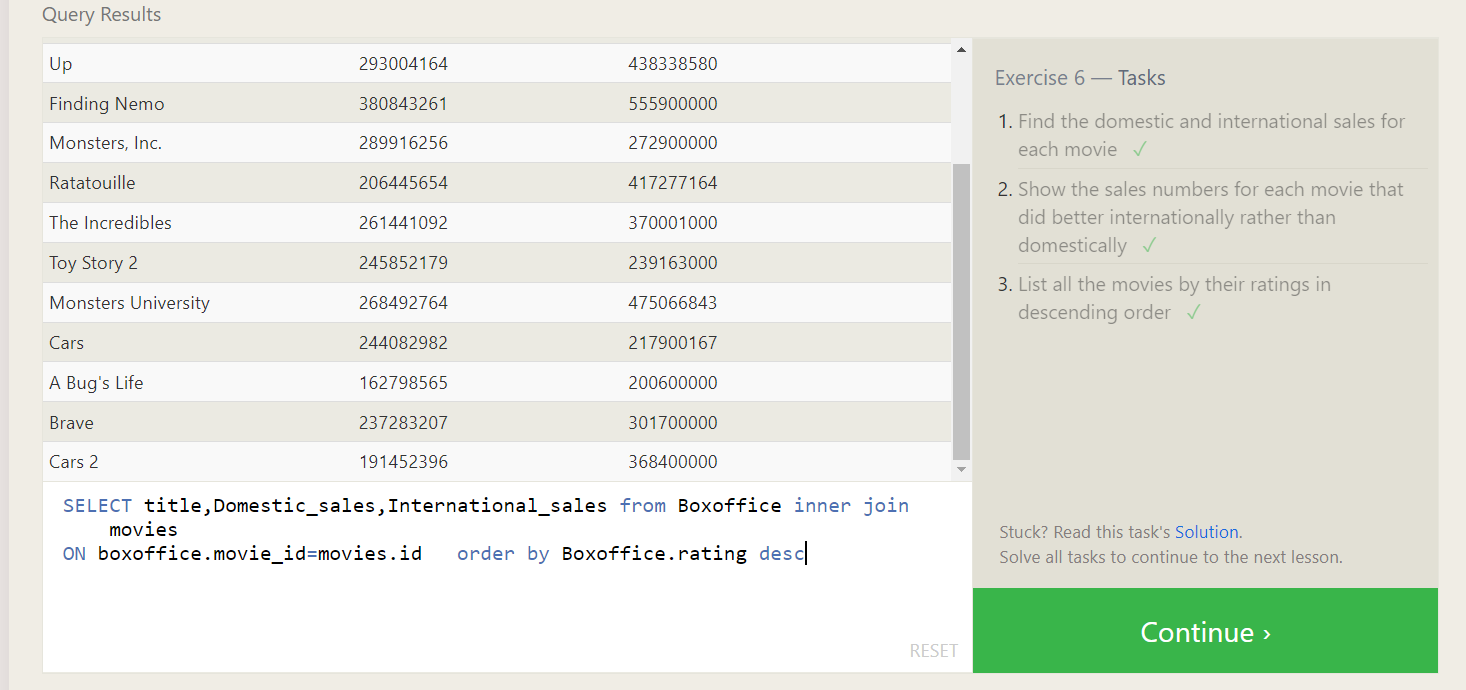 Query Results
Up 293004164 438338580
Finding Nemo 380843261 555900000
Monsters, Inc. 289916256 272900000
Ratatouille 206445654 417277164
The Incredibles 261441092 370001000
Toy Story 2 245852179 239163000
Monsters University 268492764 475066843
Cars 244082982 217900167
A Bug's Life 162798565 200600000
Brave 237283207 301700000
Cars 2 191452396 368400000
SELECT title,Domestic_sales,International_sales from Boxoffice inner join
movies
ON boxoffice.movie_id=movies.id order by Boxoffice.rating desc
RESET
Exercise 6 — Tasks
1. Find the domestic and international sales for
each movie ✓
2. Show the sales numbers for each movie that
did better internationally rather than
domestically ✓
3. List all the movies by their ratings in
descending order ✓
Stuck? Read this task's Solution.
Solve all tasks to continue to the next lesson.
Continue ›